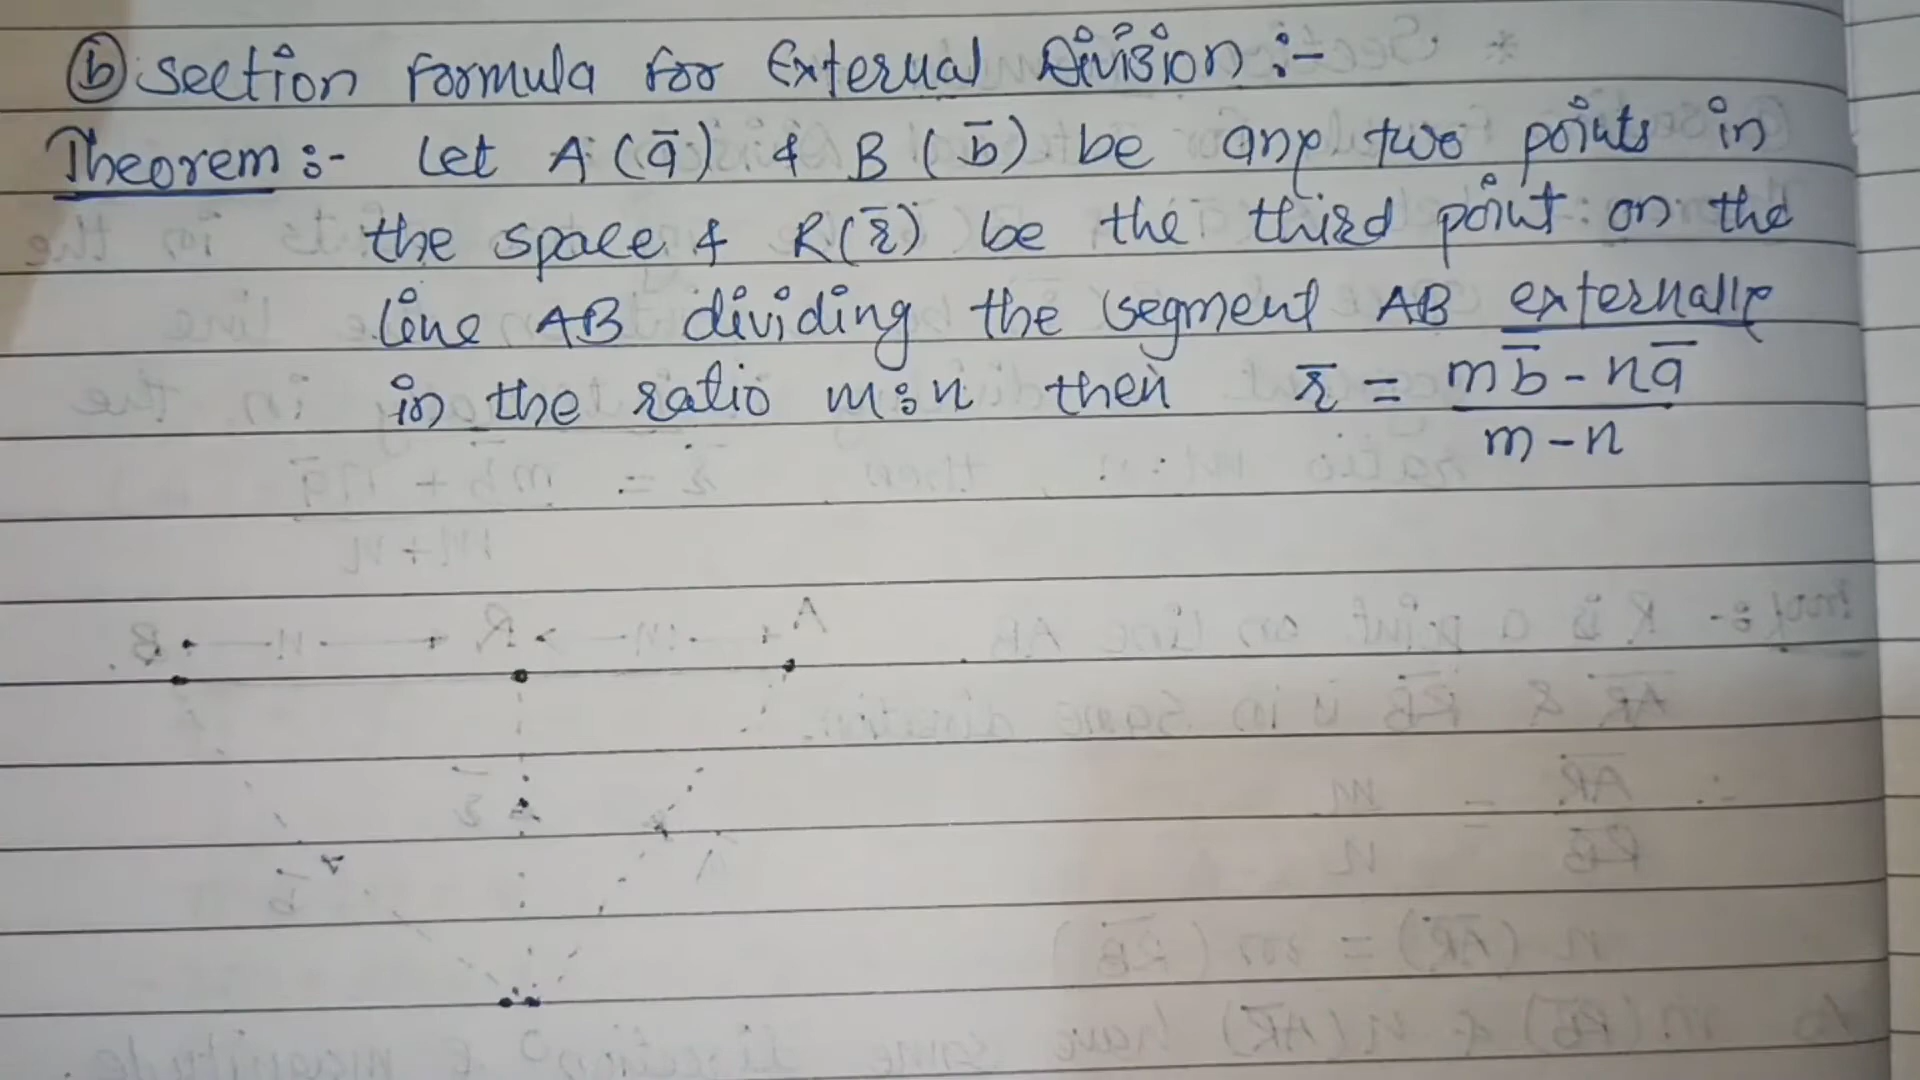 ⓑ Section Formula for External Division :-
Theorem :- Let A (ā) & B (b̄) be any two points in
the space & R(r̄) be the third point on the
line AB dividing the segment AB externally
in the ratio m:n then r̄ = mb̄ - nā
m - n